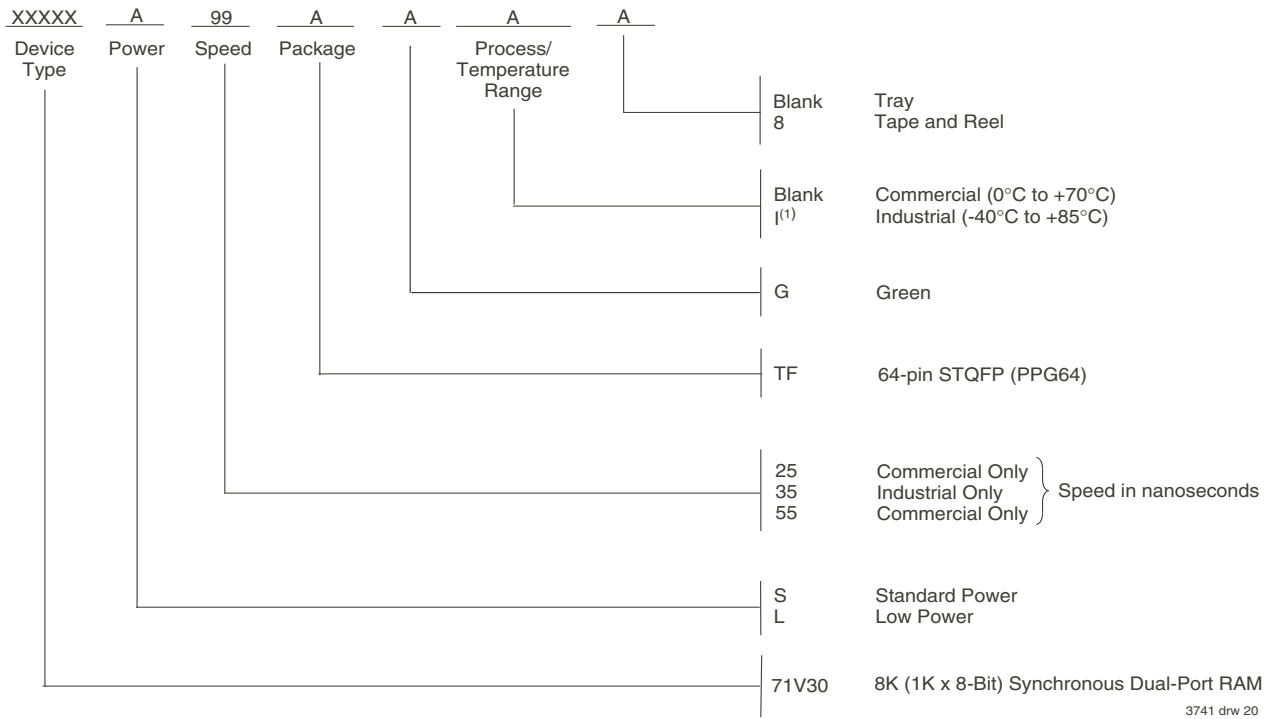 XXXXX A 99 A A A A
Device Type Power Speed Package Process/ Temperature Range
Blank Tray
8 Tape and Reel
Blank Commercial (0°C to +70°C)
I(1) Industrial (-40°C to +85°C)
G Green
TF 64-pin STQFP (PPG64)
25 Commercial Only
35 Industrial Only Speed in nanoseconds
55 Commercial Only
S Standard Power
L Low Power
71V30 8K (1K x 8-Bit) Synchronous Dual-Port RAM
3741 drw 20